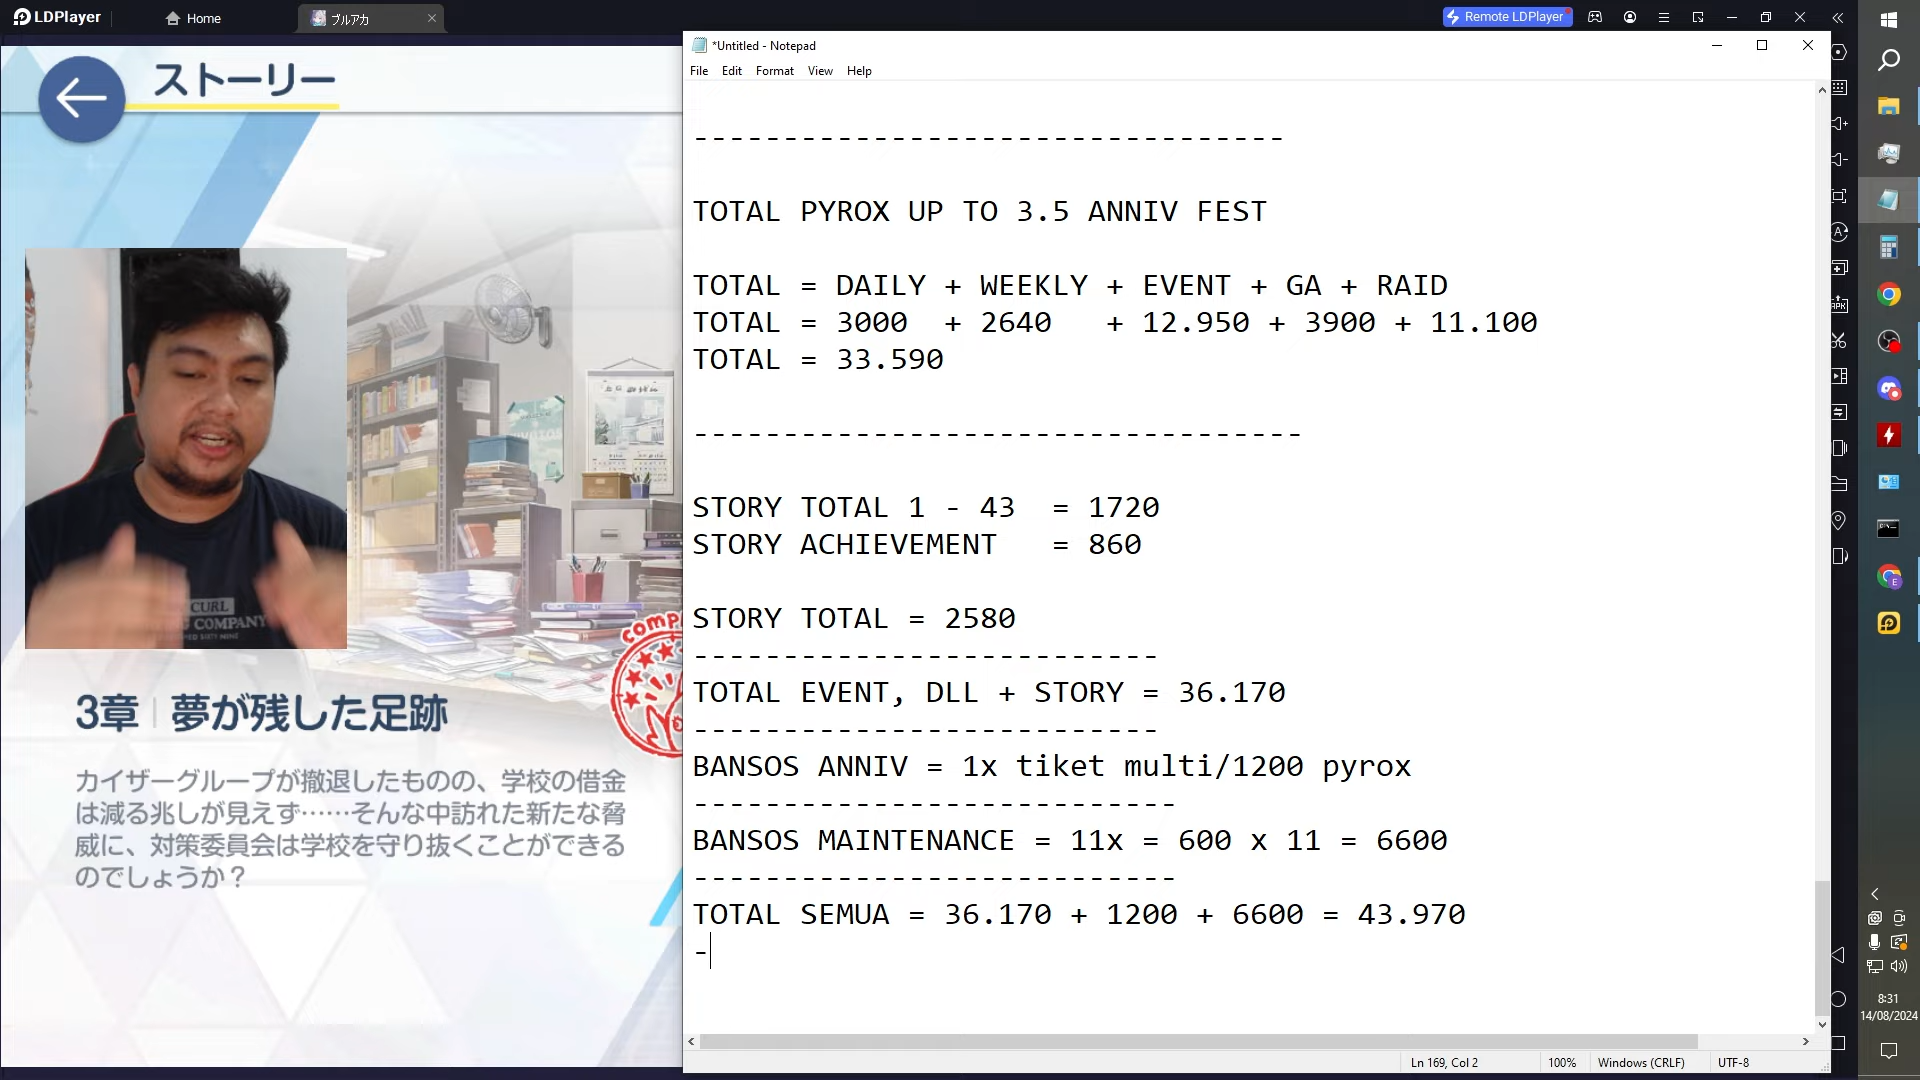 LDPlayer
Home
ブルアカ
Remote LDPlayer
ストーリー
3章 夢が残した足跡
カイザーグループが撤退したものの、学校の借金
は減る兆しが見えず……そんな中訪れた新たな脅
威に、対策委員会は学校を守り抜くことができる
のでしょうか？
*Untitled - Notepad
File Edit Format View Help
---------------------------------
TOTAL PYROX UP TO 3.5 ANNIV FEST
TOTAL = DAILY + WEEKLY + EVENT + GA + RAID
TOTAL = 3000 + 2640 + 12.950 + 3900 + 11.100
TOTAL = 33.590
----------------------------------
STORY TOTAL 1 - 43 = 1720
STORY ACHIEVEMENT = 860
STORY TOTAL = 2580
--------------------------
TOTAL EVENT, DLL + STORY = 36.170
--------------------------
BANSOS ANNIV = 1x tiket multi/1200 pyrox
---------------------------
BANSOS MAINTENANCE = 11x = 600 x 11 = 6600
---------------------------
TOTAL SEMUA = 36.170 + 1200 + 6600 = 43.970
-
Ln 169, Col 2 100% Windows (CRLF) UTF-8
8:31
14/08/2024